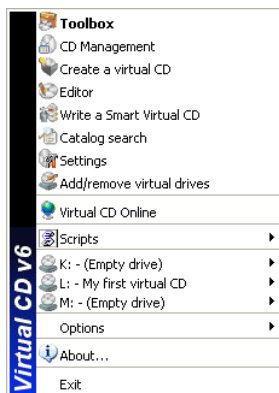 Toolbox
CD Management
Create a virtual CD
Editor
Write a Smart Virtual CD
Catalog search
Settings
Add/remove virtual drives
Virtual CD Online
Scripts
K: - (Empty drive)
L: - My first virtual CD
M: - (Empty drive)
Options
About...
Exit
Virtual CD v6